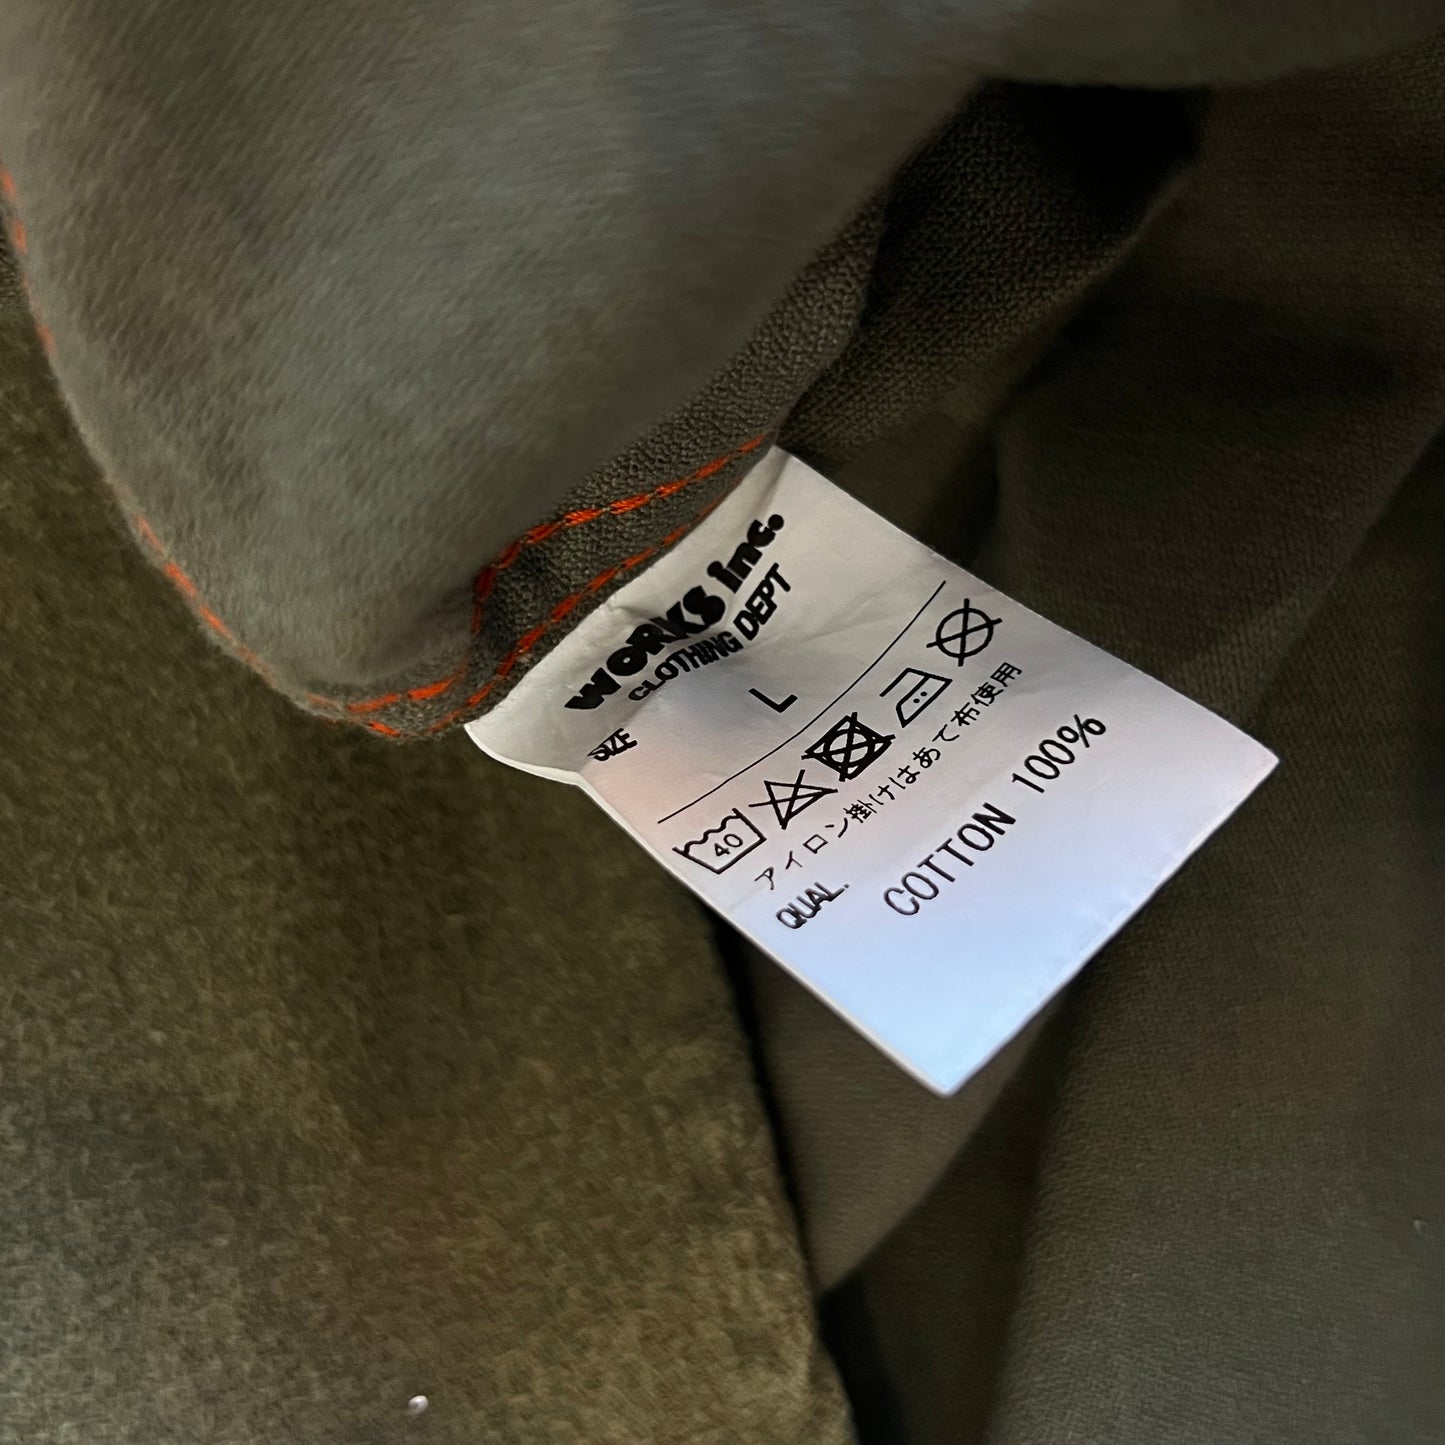 WORKS Inc.
CLOTHING DEPT
SIZE L
40
アイロン掛けはあて布使用
QUAL. COTTON 100%